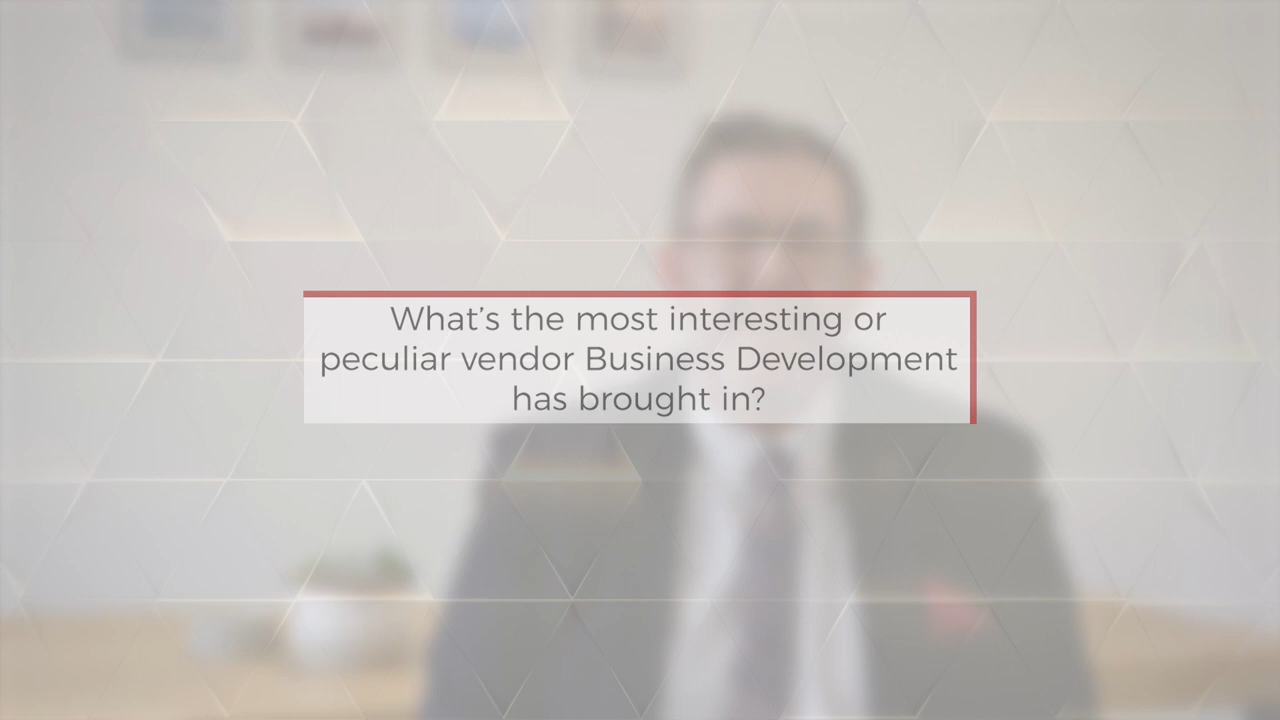 What’s the most interesting or
peculiar vendor Business Development
has brought in?